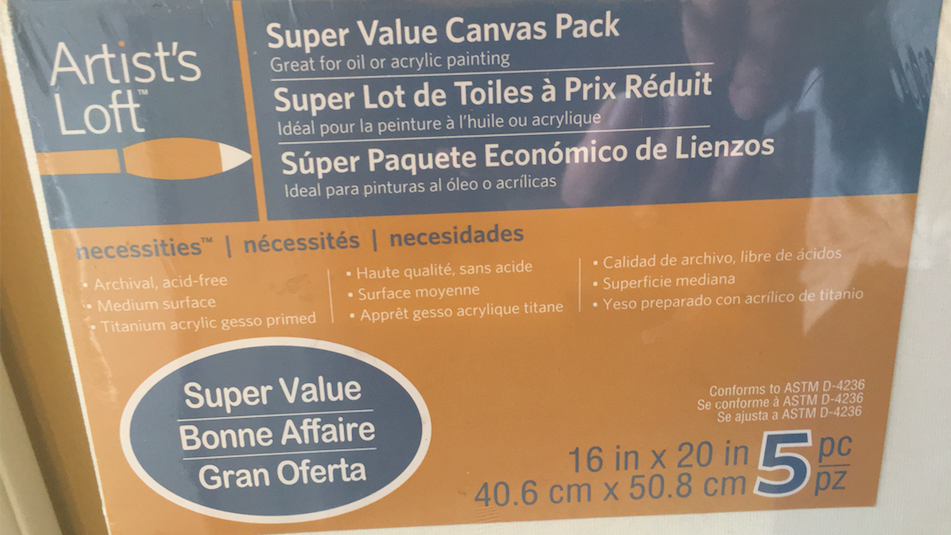 Artist's
Loft™
Super Value Canvas Pack
Great for oil or acrylic painting
Super Lot de Toiles à Prix Réduit
Idéal pour la peinture à l'huile ou acrylique
Súper Paquete Económico de Lienzos
Ideal para pinturas al óleo o acrílicas
necessities™ | nécessités | necesidades
• Archival, acid-free
• Medium surface
• Titanium acrylic gesso primed
• Haute qualité, sans acide
• Surface moyenne
• Apprêt gesso acrylique titane
• Calidad de archivo, libre de ácidos
• Superficie mediana
• Yeso preparado con acrílico de titanio
Super Value
Bonne Affaire
Gran Oferta
Conforms to ASTM D-4236
Se conforme à ASTM D-4236
Se ajusta a ASTM D-4236
16 in x 20 in
40.6 cm x 50.8 cm
5 pc
pz